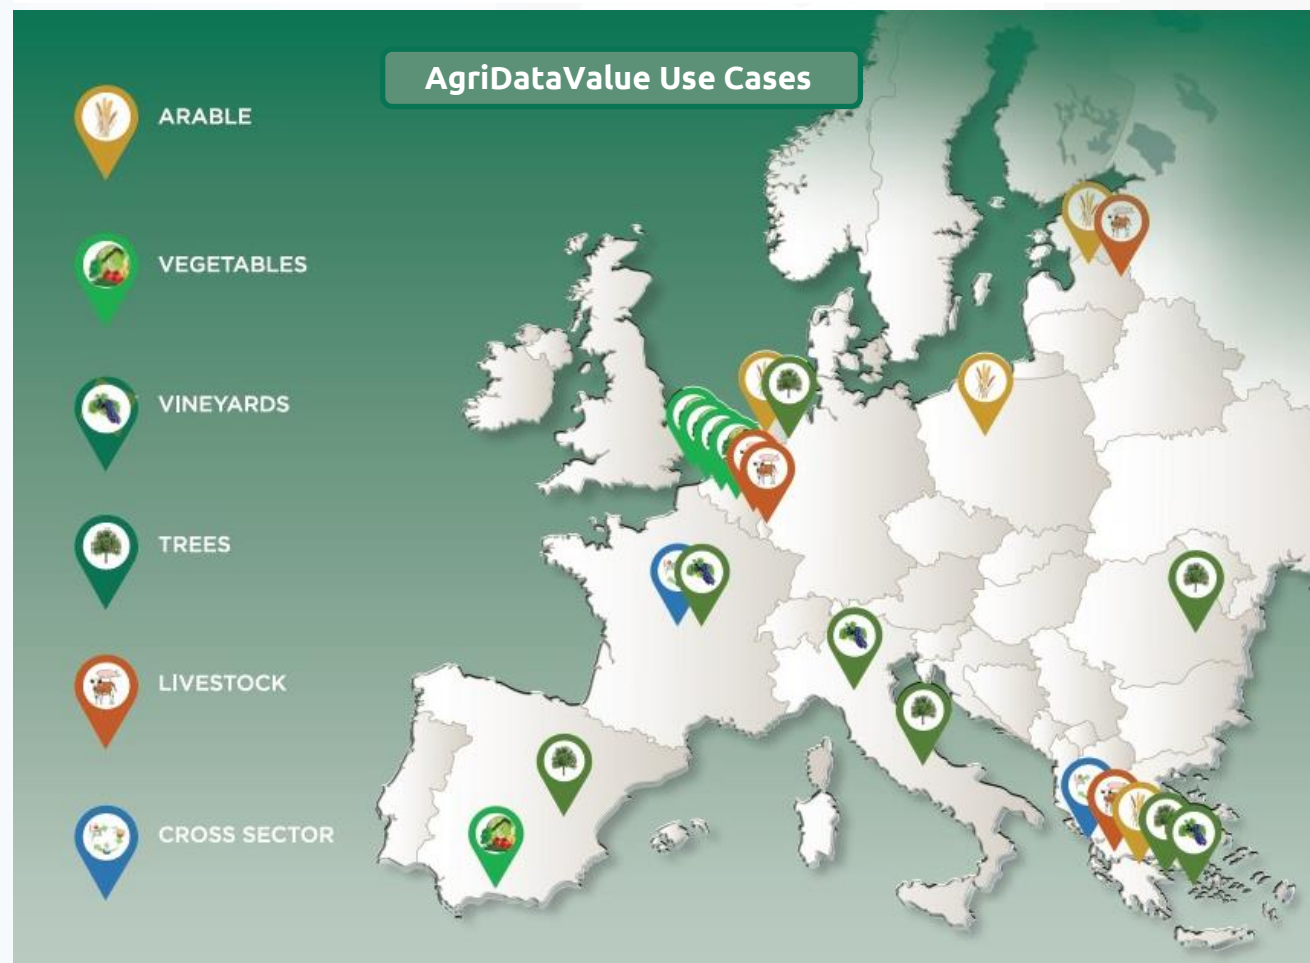 AgriDataValue Use Cases
ARABLE
VEGETABLES
VINEYARDS
TREES
LIVESTOCK
CROSS SECTOR